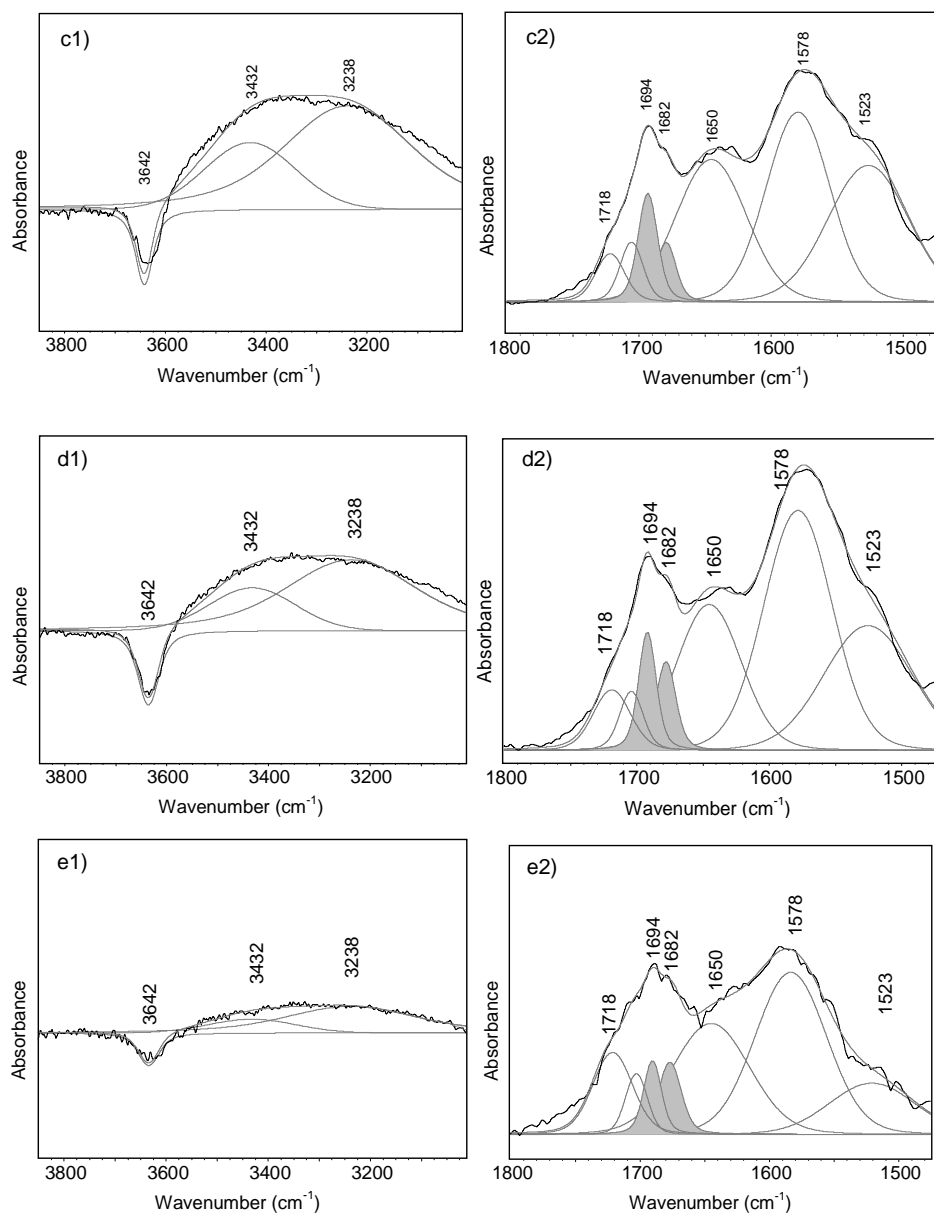 c1)
3432
3238
3642
Absorbance
3800 3600 3400 3200
Wavenumber (cm-1)
c2)
1578
1694
1682
1650
1523
1718
Absorbance
1800 1700 1600 1500
Wavenumber (cm-1)
d1)
3432
3238
3642
Absorbance
3800 3600 3400 3200
Wavenumber (cm-1)
d2)
1578
1694
1682
1650
1523
1718
Absorbance
1800 1700 1600 1500
Wavenumber (cm-1)
e1)
3432
3238
3642
Absorbance
3800 3600 3400 3200
Wavenumber (cm-1)
e2)
1578
1694
1682
1650
1523
1718
Absorbance
1800 1700 1600 1500
Wavenumber (cm-1)